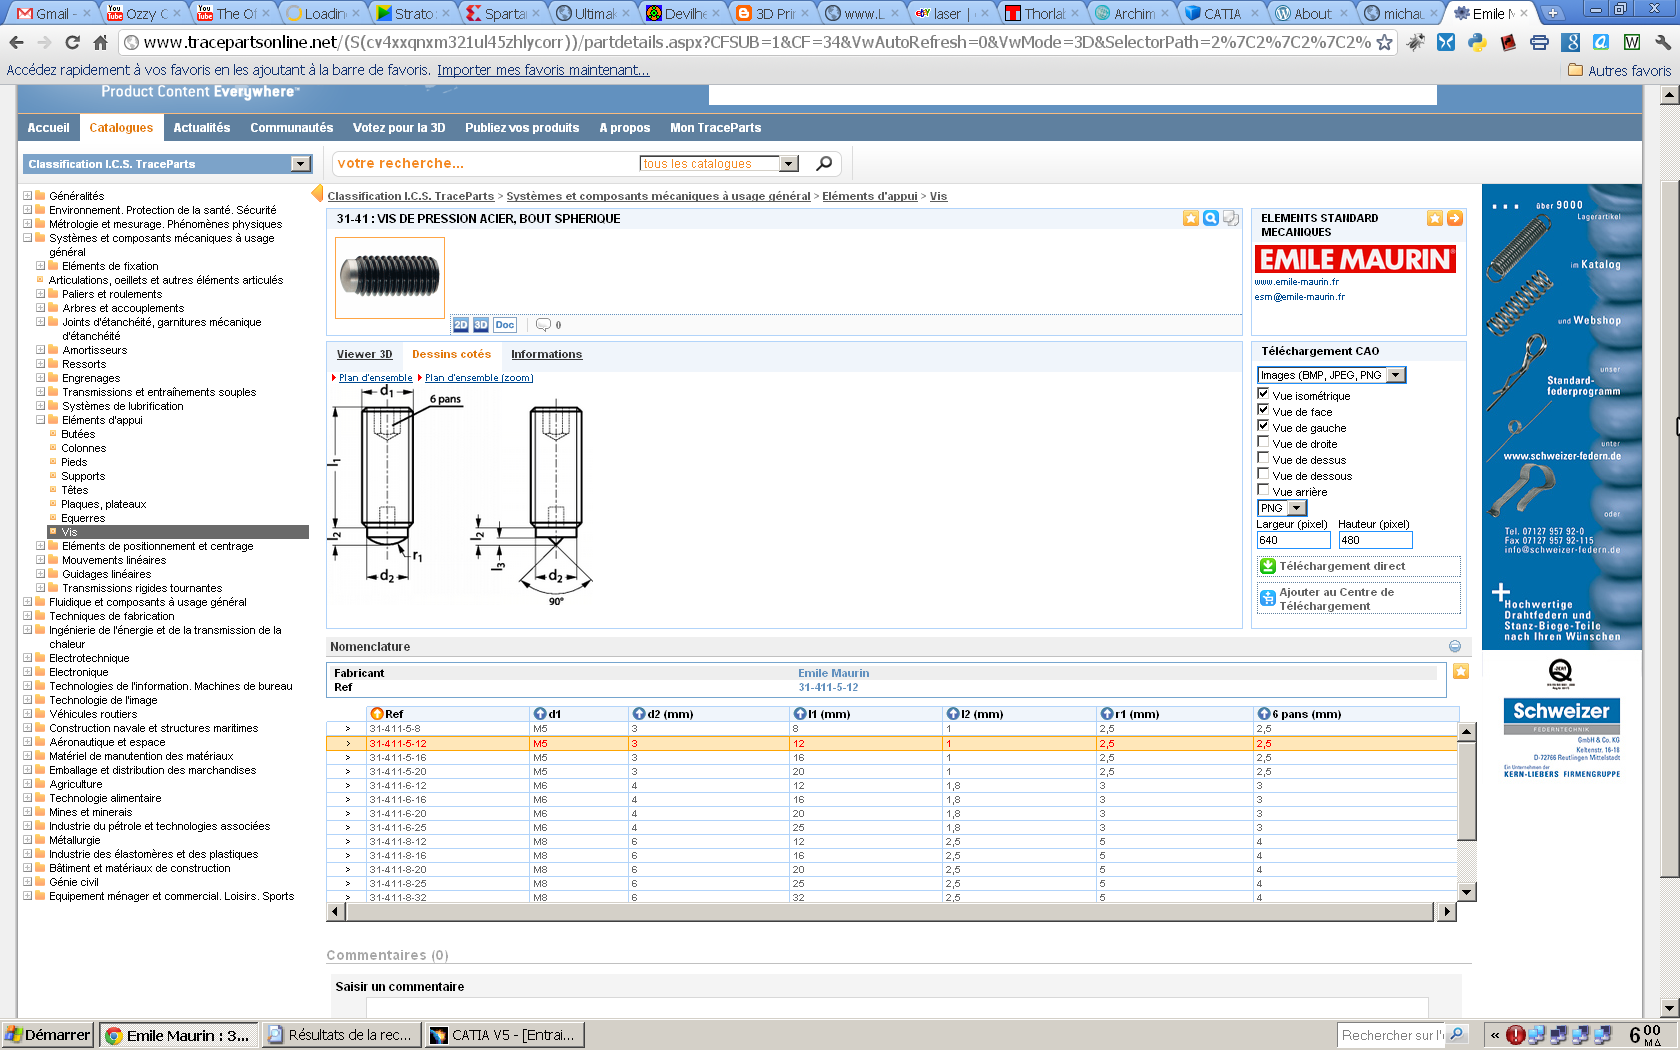 Gmail -
Ozzy C
The Of
Loadin
Strato
Sparta
Ultimal
Devilhe
3D Prin
www.L
laser |
Thorlab
Archim
CATIA
About
michau
Emile M
www.tracepartsonline.net/(S(cv4xxqnxm321ul45zhlycorr))/partdetails.aspx?CFSUB=1&CF=34&VwAutoRefresh=0&VwMode=3D&SelectorPath=2%7C2%7C2%7C2%
Accédez rapidement à vos favoris en les ajoutant à la barre de favoris. Importer mes favoris maintenant...
Autres favoris
Product Content Everywhere™
Accueil Catalogues Actualités Communautés Votez pour la 3D Publiez vos produits A propos Mon TraceParts
Classification I.C.S. TraceParts
votre recherche... tous les catalogues
Généralités
Environnement. Protection de la santé. Sécurité
Métrologie et mesurage. Phénomènes physiques
Systèmes et composants mécaniques à usage
général
Eléments de fixation
Articulations, oeillets et autres éléments articulés
Paliers et roulements
Arbres et accouplements
Joints d'étanchéité, garnitures mécanique
d'étanchéité
Amortisseurs
Ressorts
Engrenages
Transmissions et entraînements souples
Systèmes de lubrification
Eléments d'appui
Butées
Colonnes
Pieds
Supports
Têtes
Plaques, plateaux
Equerres
Vis
Eléments de positionnement et centrage
Mouvements linéaires
Guidages linéaires
Transmissions rigides tournantes
Fluidique et composants à usage général
Techniques de fabrication
Ingénierie de l'énergie et de la transmission de la
chaleur
Electrotechnique
Electronique
Technologies de l'information. Machines de bureau
Technologie de l'image
Véhicules routiers
Construction navale et structures maritimes
Aéronautique et espace
Matériel de manutention des matériaux
Emballage et distribution des marchandises
Agriculture
Technologie alimentaire
Mines et minerais
Industrie du pétrole et technologies associées
Métallurgie
Industrie des élastomères et des plastiques
Bâtiment et matériaux de construction
Génie civil
Equipement ménager et commercial. Loisirs. Sports
Classification I.C.S. TraceParts > Systèmes et composants mécaniques à usage général > Eléments d'appui > Vis
31-41 : VIS DE PRESSION ACIER, BOUT SPHERIQUE
2D 3D Doc 0
Viewer 3D Dessins cotés Informations
Plan d'ensemble Plan d'ensemble (zoom)
d1
6 pans
l1
l2
r1
d2
l2
l3
d2
90°
ELEMENTS STANDARD
MECANIQUES
EMILE MAURIN
www.emile-maurin.fr
esm@emile-maurin.fr
Téléchargement CAO
Images (BMP, JPEG, PNG
Vue isométrique
Vue de face
Vue de gauche
Vue de droite
Vue de dessus
Vue de dessous
Vue arrière
PNG
Largeur (pixel) Hauteur (pixel)
640 480
Téléchargement direct
Ajouter au Centre de
Téléchargement
Nomenclature
Fabricant Emile Maurin
Ref 31-411-5-12
Ref d1 d2 (mm) l1 (mm) l2 (mm) r1 (mm) 6 pans (mm)
> 31-411-5-8 M5 3 8 1 2,5 2,5
> 31-411-5-12 M5 3 12 1 2,5 2,5
> 31-411-5-16 M5 3 16 1 2,5 2,5
> 31-411-5-20 M5 3 20 1 2,5 2,5
> 31-411-6-12 M6 4 12 1,8 3 3
> 31-411-6-16 M6 4 16 1,8 3 3
> 31-411-6-20 M6 4 20 1,8 3 3
> 31-411-6-25 M6 4 25 1,8 3 3
> 31-411-8-12 M8 6 12 2,5 5 4
> 31-411-8-16 M8 6 16 2,5 5 4
> 31-411-8-20 M8 6 20 2,5 5 4
> 31-411-8-25 M8 6 25 2,5 5 4
> 31-411-8-32 M8 6 32 2,5 5 4
Commentaires (0)
Saisir un commentaire
... über 9000
Lagerartikel
im Katalog
und Webshop
unser
Standard-
federprogramm
unter
www.schweizer-federn.de
oder
Tel. 07127 957 92-0
Fax 07127 957 92-115
info@schweizer-federn.de
+
Hochwertige
Drahtfedern und
Stanz-Biege-Teile
nach Ihren Wünschen
Schweizer
FEDERNTECHNIK
GmbH & Co. KG
Keltenstr. 16-18
D-72766 Reutlingen Mittelstadt
Ein Unternehmen der
KERN-LIEBERS FIRMENGRUPPE
Démarrer
Emile Maurin : 3...
Résultats de la rec...
CATIA V5 - [Entrai...
Rechercher sur l'
« 6 00
MA